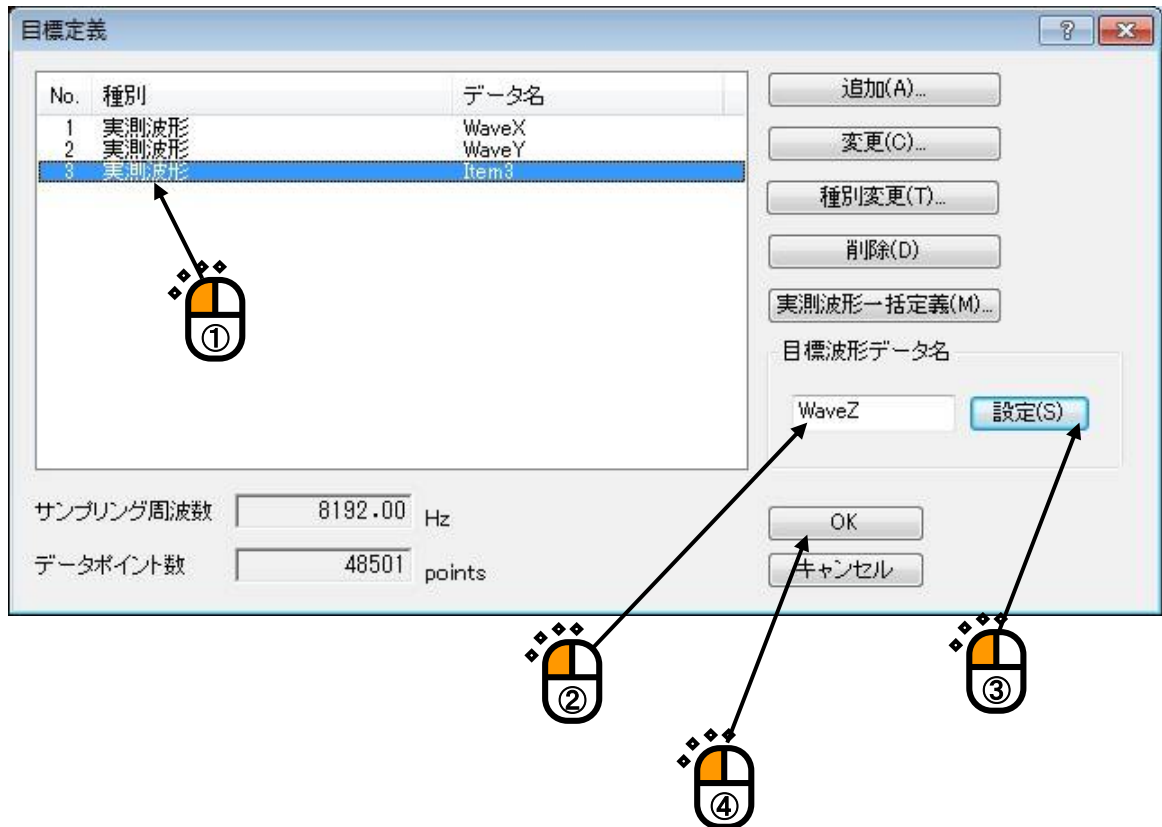 目標定義
No. 種別 データ名
1 実測波形 WaveX
2 実測波形 WaveY
3 実測波形 Item3
追加(A)...
変更(C)...
種別変更(T)...
削除(D)
実測波形一括定義(M)...
目標波形データ名
WaveZ 設定(S)
サンプリング周波数 8192.00 Hz
データポイント数 48501 points
OK
キャンセル
①
②
③
④